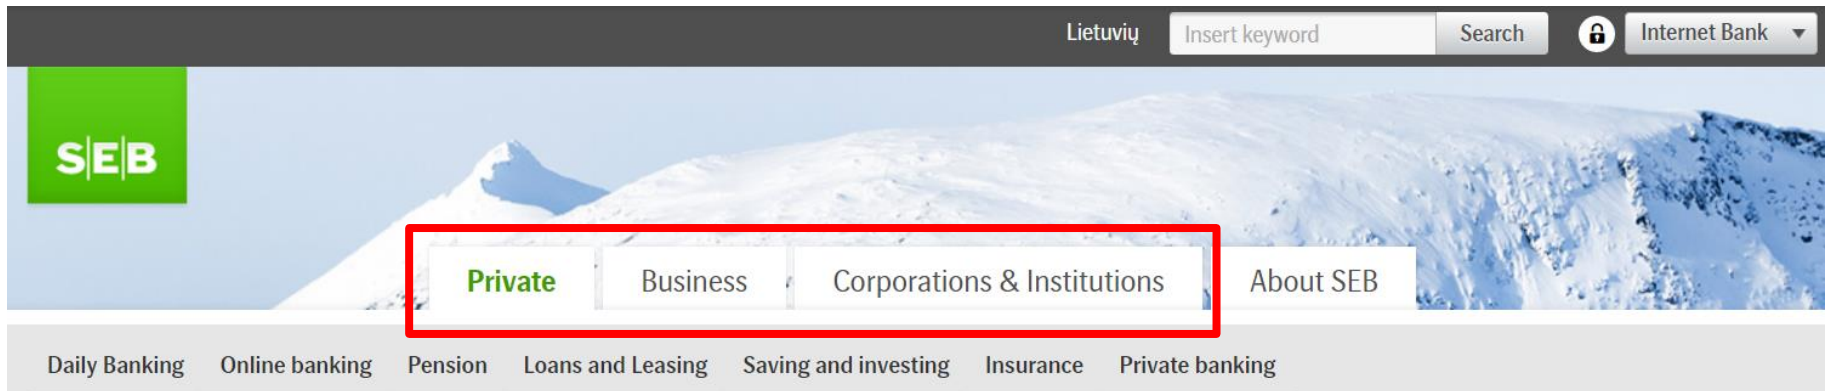 Lietuvių Insert keyword Search Internet Bank
S|E|B
Private Business Corporations & Institutions About SEB
Daily Banking Online banking Pension Loans and Leasing Saving and investing Insurance Private banking